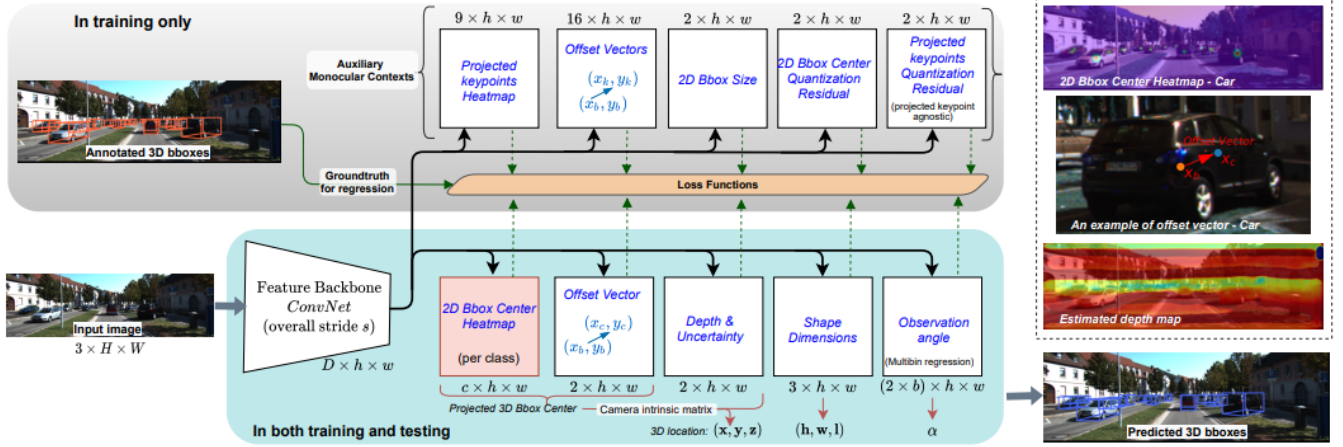 In training only
9 × h × w
16 × h × w
2 × h × w
2 × h × w
2 × h × w
Auxiliary
Monocular Contexts
Projected
keypoints
Heatmap
Offset Vectors
(x_k, y_k)
(x_b, y_b)
2D Bbox Size
2D Bbox Center
Quantization
Residual
Projected
keypoints
Quantization
Residual
(projected keypoint
agnostic)
Annotated 3D bboxes
Groundtruth
for regression
Loss Functions
Input image
3 × H × W
Feature Backbone
ConvNet
(overall stride s)
D × h × w
2D Bbox Center
Heatmap
(per class)
Offset Vector
(x_c, y_c)
(x_b, y_b)
Depth &
Uncertainty
Shape
Dimensions
Observation
angle
(Multibin regression)
c × h × w
2 × h × w
2 × h × w
3 × h × w
(2 × b) × h × w
Projected 3D Bbox Center
Camera intrinsic matrix
3D location: (x, y, z)
(h, w, l)
α
In both training and testing
2D Bbox Center Heatmap - Car
Offset Vector
x_c
x_b
An example of offset vector - Car
Estimated depth map
Predicted 3D bboxes